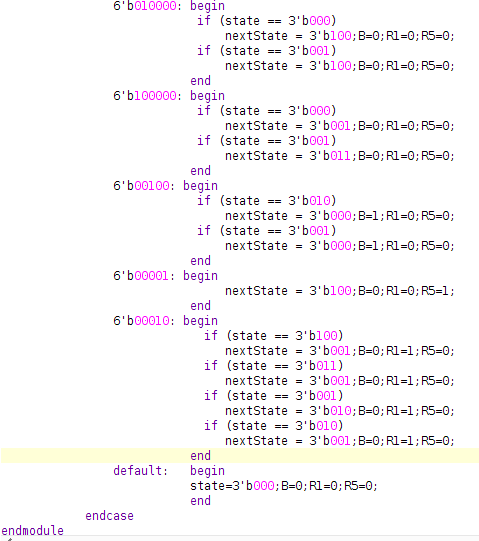 6'b010000: begin
if (state == 3'b000)
nextState = 3'b100;B=0;R1=0;R5=0;
if (state == 3'b001)
nextState = 3'b100;B=0;R1=0;R5=0;
end
6'b100000: begin
if (state == 3'b000)
nextState = 3'b001;B=0;R1=0;R5=0;
if (state == 3'b001)
nextState = 3'b011;B=0;R1=0;R5=0;
end
6'b00100: begin
if (state == 3'b010)
nextState = 3'b000;B=1;R1=0;R5=0;
if (state == 3'b001)
nextState = 3'b000;B=1;R1=0;R5=0;
end
6'b00001: begin
nextState = 3'b100;B=0;R1=0;R5=1;
end
6'b00010: begin
if (state == 3'b100)
nextState = 3'b001;B=0;R1=1;R5=0;
if (state == 3'b011)
nextState = 3'b001;B=0;R1=1;R5=0;
if (state == 3'b001)
nextState = 3'b010;B=0;R1=1;R5=0;
if (state == 3'b010)
nextState = 3'b001;B=0;R1=1;R5=0;
end
default: begin
state=3'b000;B=0;R1=0;R5=0;
end
endcase
endmodule